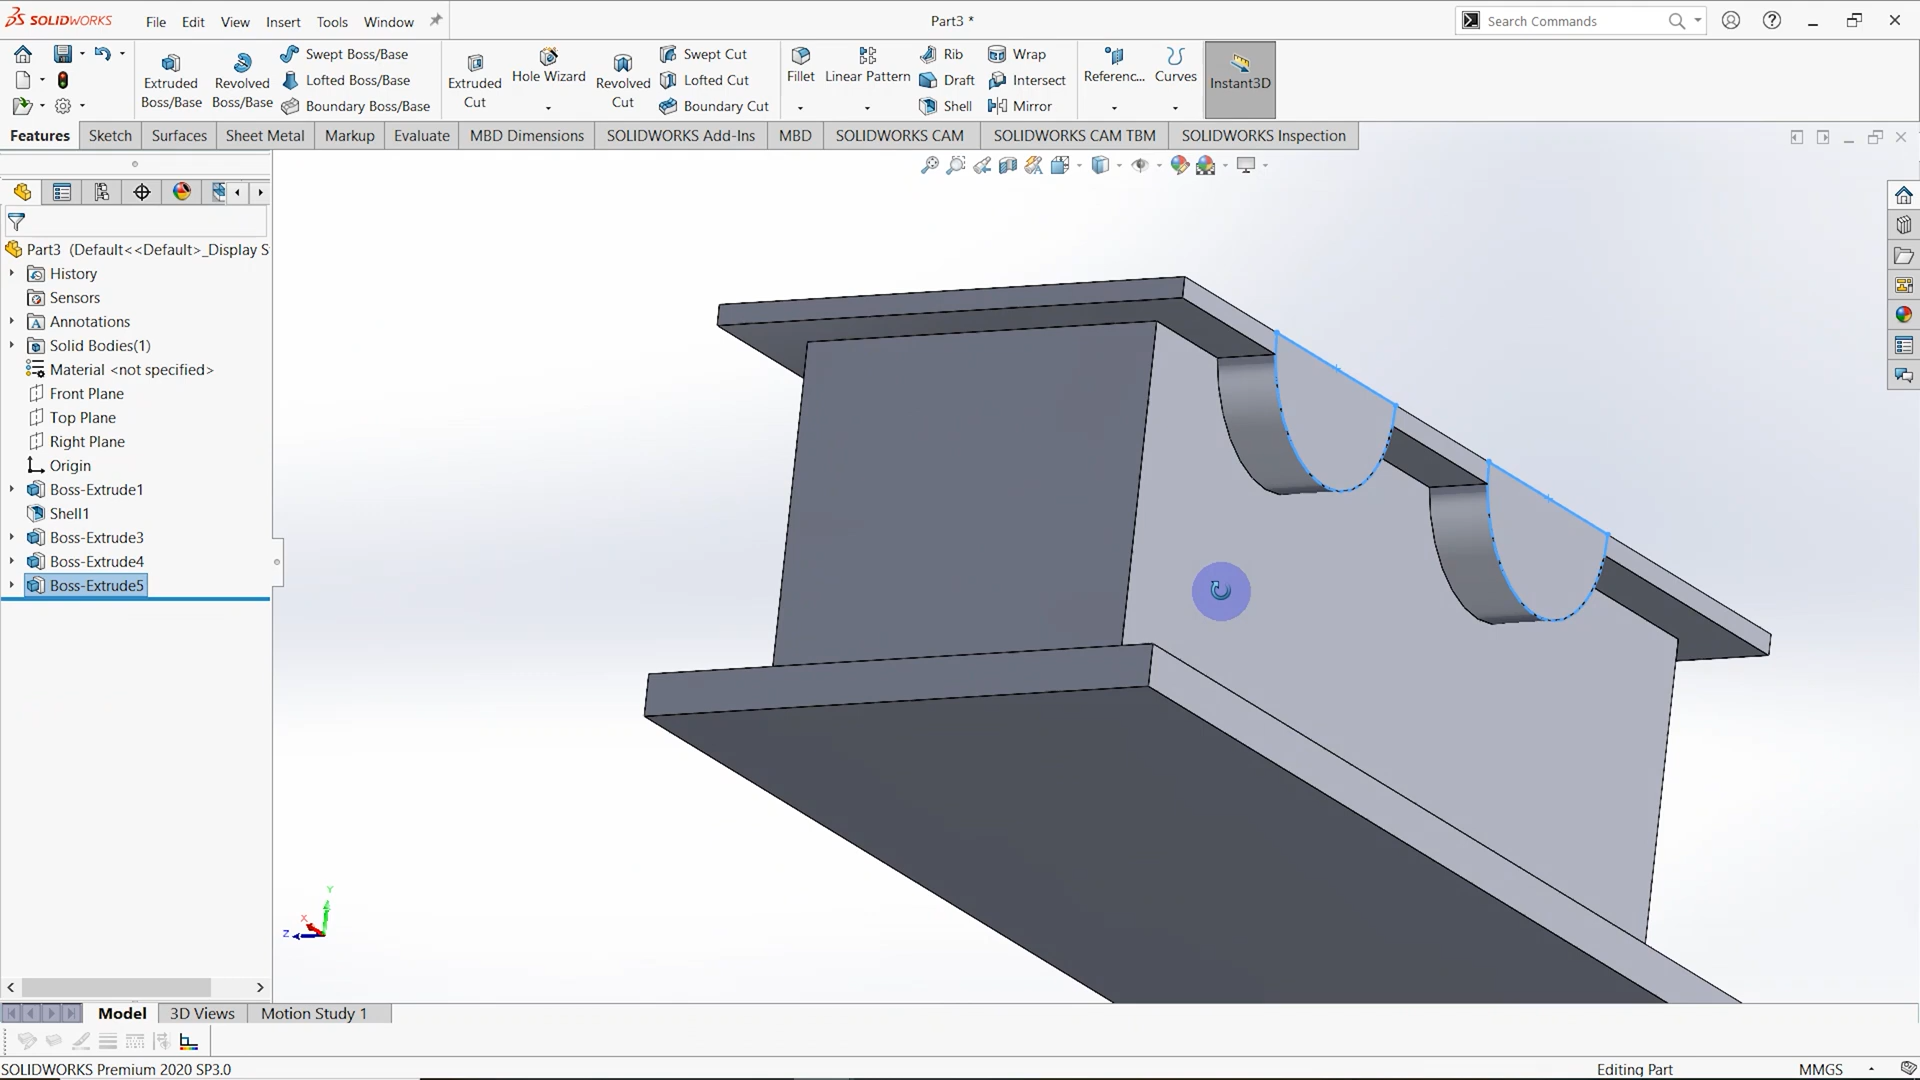 SOLIDWORKS File Edit View Insert Tools Window Part3 * Search Commands
Swept Boss/Base Swept Cut Rib Wrap
Extruded Boss/Base Revolved Boss/Base Lofted Boss/Base Extruded Cut Hole Wizard Revolved Cut Lofted Cut Fillet Linear Pattern Draft Intersect Referenc... Curves Instant3D
Boundary Boss/Base Boundary Cut Shell Mirror
Features Sketch Surfaces Sheet Metal Markup Evaluate MBD Dimensions SOLIDWORKS Add-Ins MBD SOLIDWORKS CAM SOLIDWORKS CAM TBM SOLIDWORKS Inspection
Part3 (Default<<Default>_Display S
History
Sensors
Annotations
Solid Bodies(1)
Material <not specified>
Front Plane
Top Plane
Right Plane
Origin
Boss-Extrude1
Shell1
Boss-Extrude3
Boss-Extrude4
Boss-Extrude5
Y
X
Z
Model 3D Views Motion Study 1
SOLIDWORKS Premium 2020 SP3.0 Editing Part MMGS